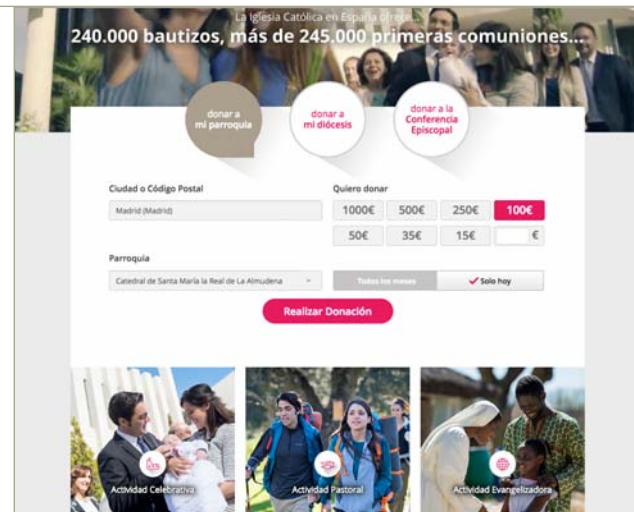 La Iglesia Católica en España ofrece...
240.000 bautizos, más de 245.000 primeras comuniones...
donar a
mi parroquia
donar a
mi diócesis
donar a la
Conferencia
Episcopal
Ciudad o Código Postal
Madrid (Madrid)
Quiero donar
1000€ 500€ 250€ 100€
50€ 35€ 15€ €
Parroquia
Catedral de Santa María la Real de La Almudena
Todos los meses Solo hoy
Realizar Donación
Actividad Celebrativa Actividad Pastoral Actividad Evangelizadora